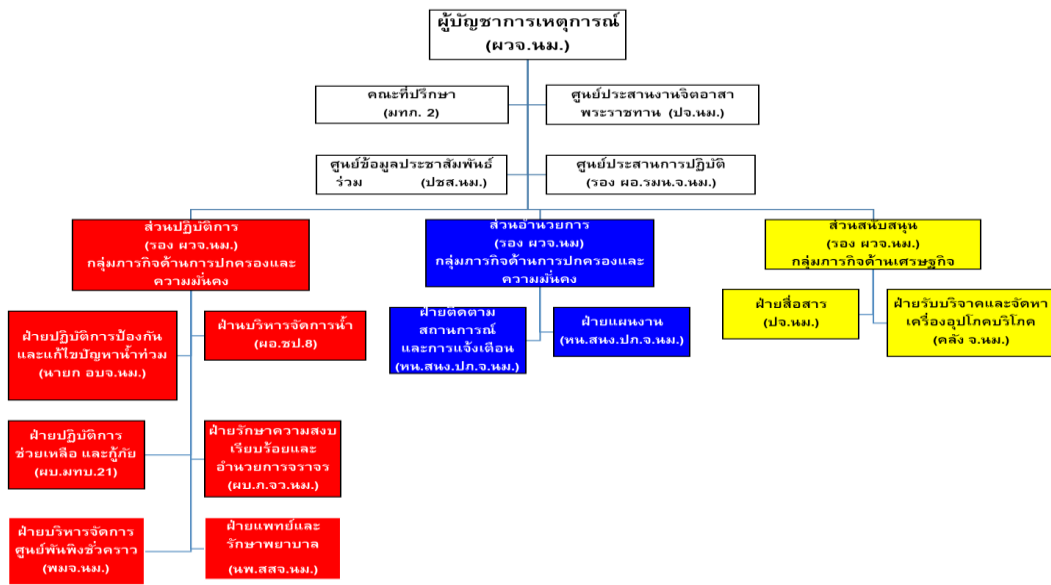 ผู้บัญชาการเหตุการณ์
(ผวจ.นม.)
คณะที่ปรึกษา
(มทภ. 2)
ศูนย์ประสานงานจิตอาสา
พระราชทาน (ปจ.นม.)
ศูนย์ข้อมูลประชาสัมพันธ์
ร่วม (ปชส.นม.)
ศูนย์ประสานการปฏิบัติ
(รอง ผอ.รมน.จ.นม.)
ส่วนปฏิบัติการ
(รอง ผวจ.นม.)
กลุ่มภารกิจด้านการปกครองและ
ความมั่นคง
ส่วนอำนวยการ
(รอง ผวจ.นม)
กลุ่มภารกิจด้านการปกครองและ
ความมั่นคง
ส่วนสนับสนุน
(รอง ผวจ.นม.)
กลุ่มภารกิจด้านเศรษฐกิจ
ฝ่ายปฏิบัติการป้องกัน
และแก้ไขปัญหาน้ำท่วม
(นายก อบจ.นม.)
ฝ่านบริหารจัดการน้ำ
(ผอ.ชป.8)
ฝ่ายติดตาม
สถานการณ์
และการแจ้งเตือน
(หน.สนง.ปภ.จ.นม.)
ฝ่ายแผนงาน
(หน.สนง.ปภ.จ.นม.)
ฝ่ายสื่อสาร
(ปจ.นม.)
ฝ่ายรับบริจาคและจัดหา
เครื่องอุปโภคบริโภค
(คลัง จ.นม.)
ฝ่ายปฏิบัติการ
ช่วยเหลือ และกู้ภัย
(ผบ.มทบ.21)
ฝ่ายรักษาความสงบ
เรียบร้อยและ
อำนวยการจราจร
(ผบ.ภ.จว.นม.)
ฝ่ายบริหารจัดการ
ศูนย์พักพิงชั่วคราว
(พมจ.นม.)
ฝ่ายแพทย์และ
รักษาพยาบาล
(นพ.สสจ.นม.)